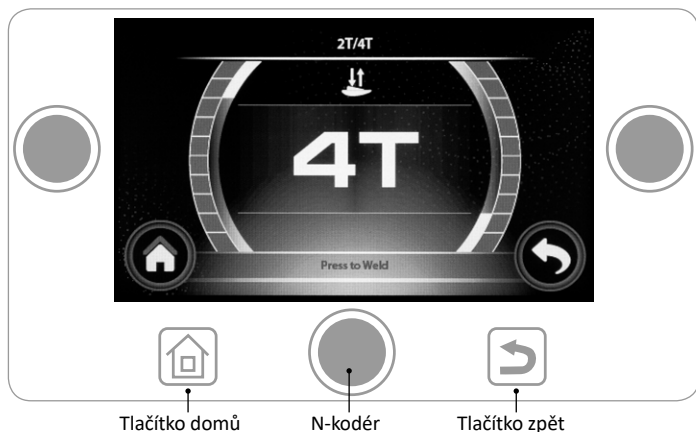 2T/4T
4T
Press to Weld
Tlačítko domů
N-kodér
Tlačítko zpět